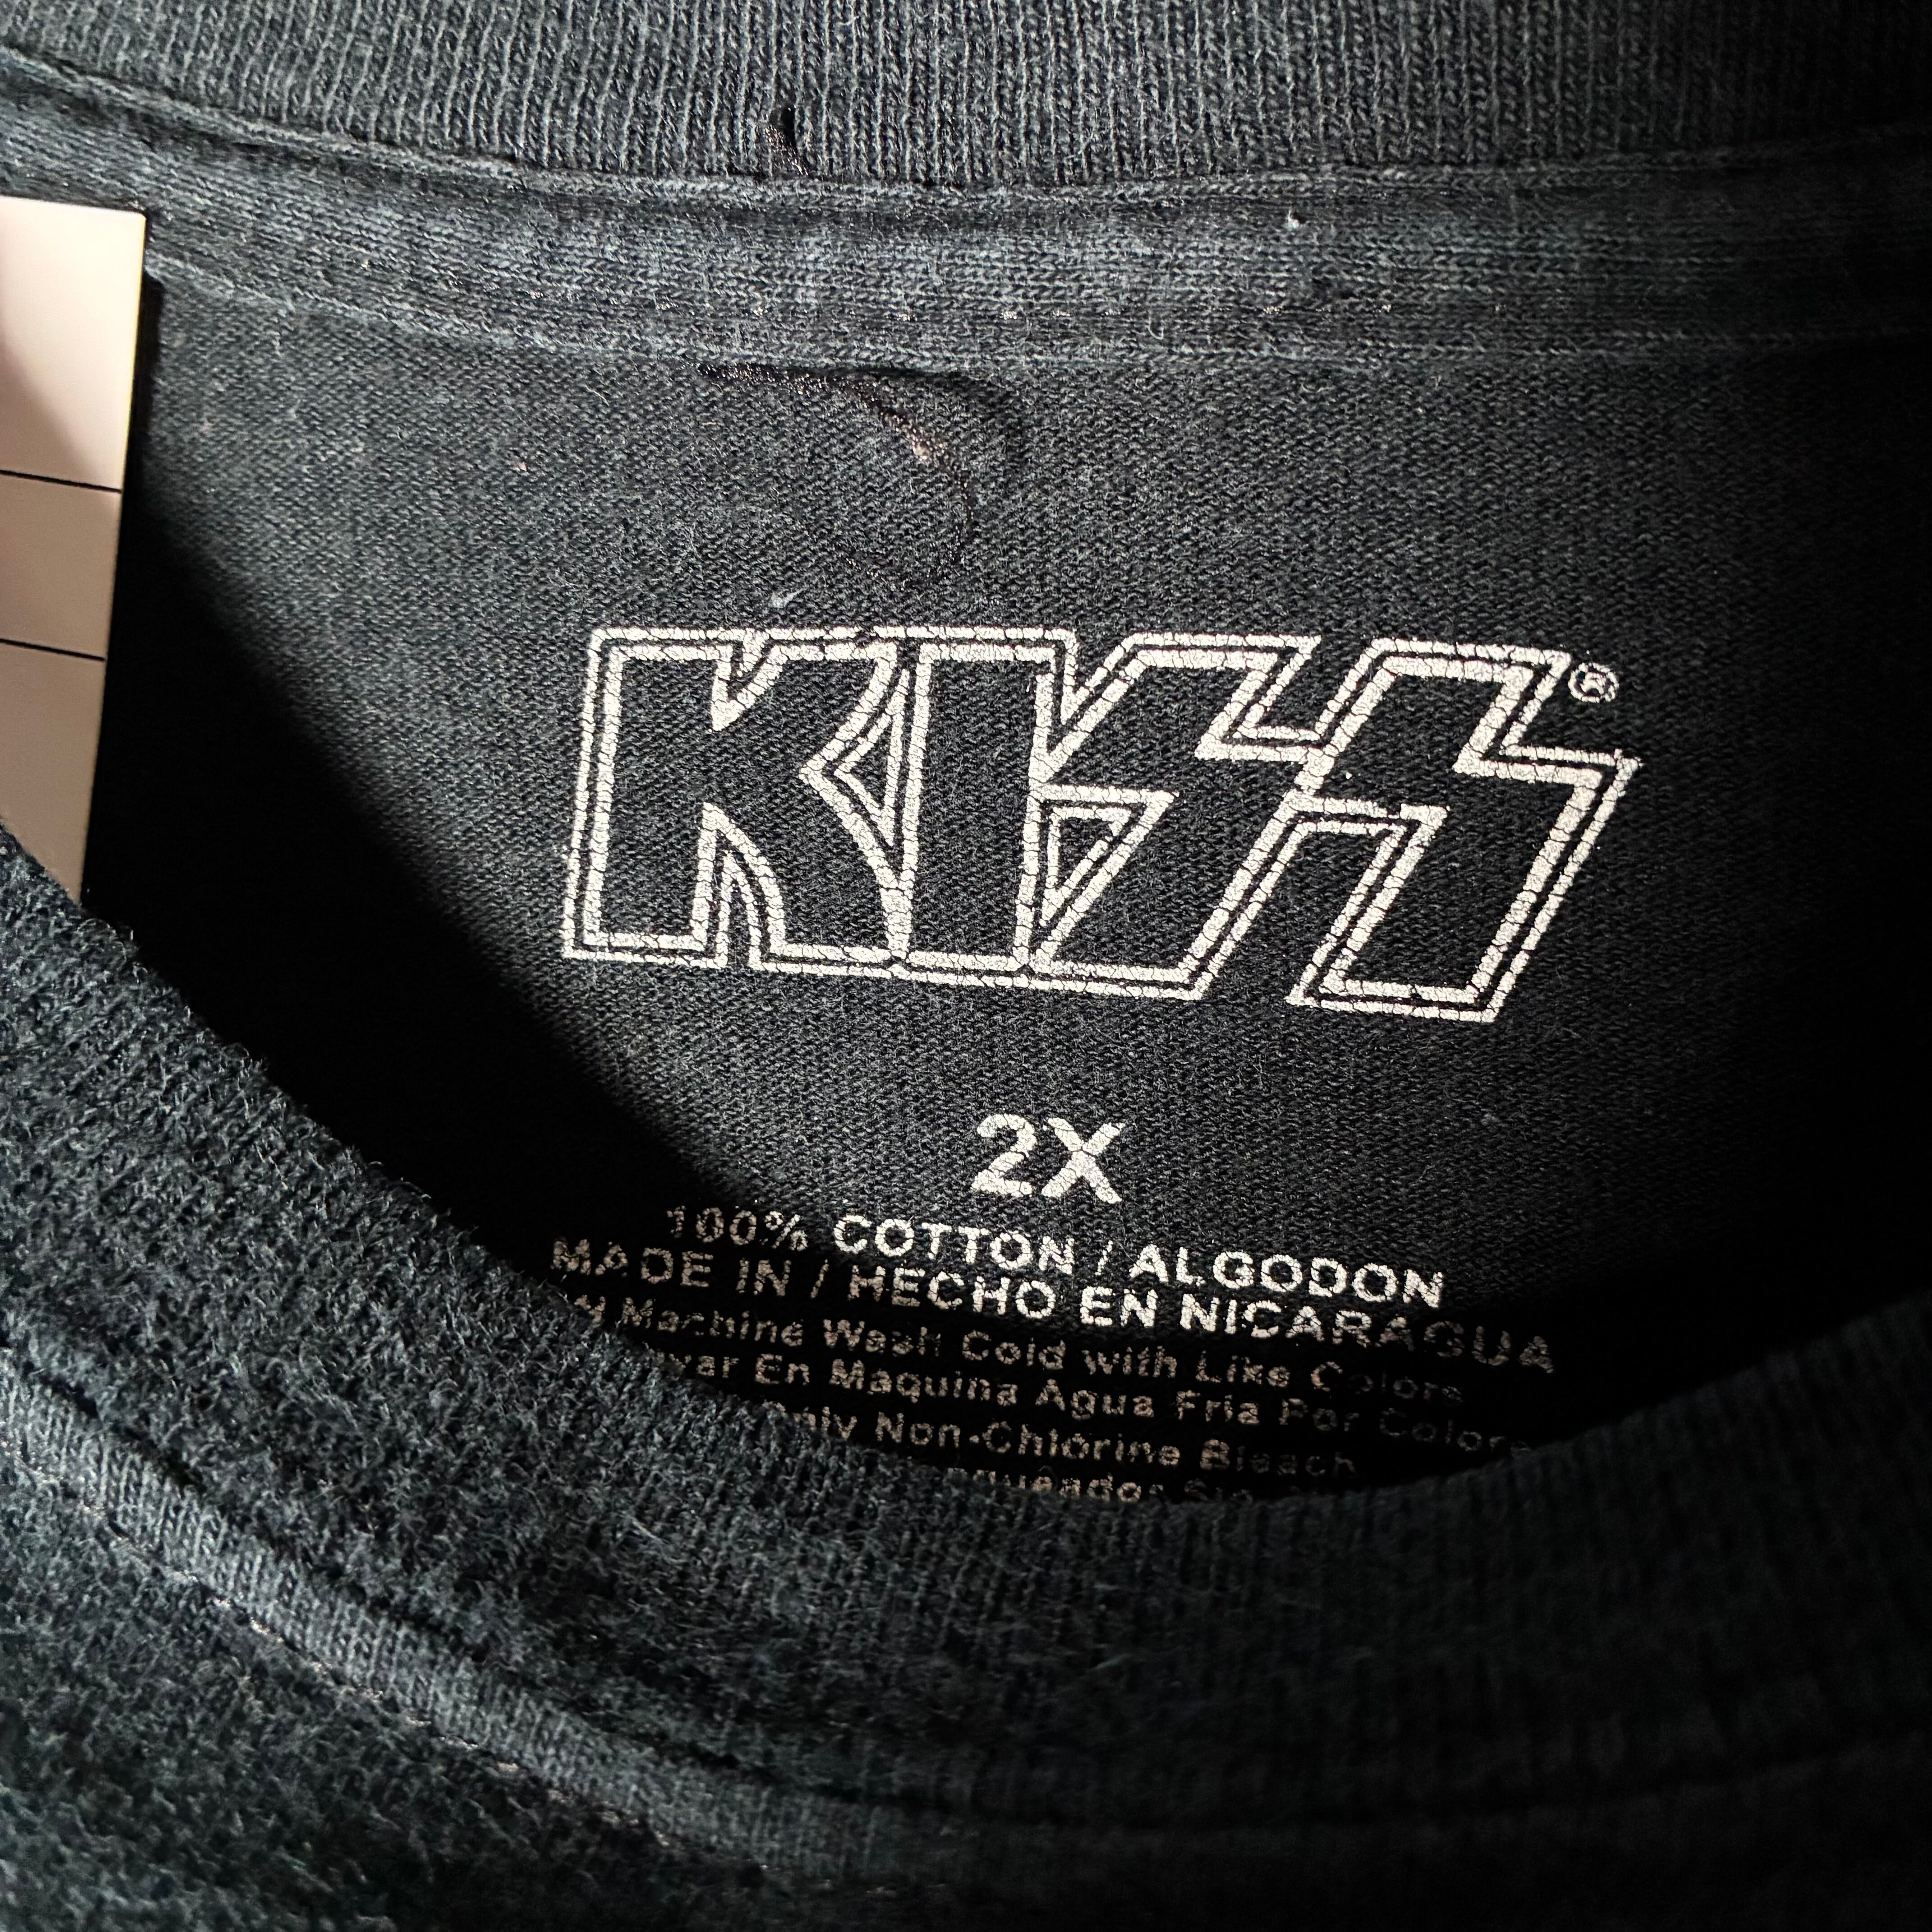 KISS®
2X
100% COTTON / ALGODON
MADE IN / HECHO EN NICARAGUA
Machine Wash Cold with Like Colors
En Maquina Agua Fria Por
Non-Chlorine Bleach